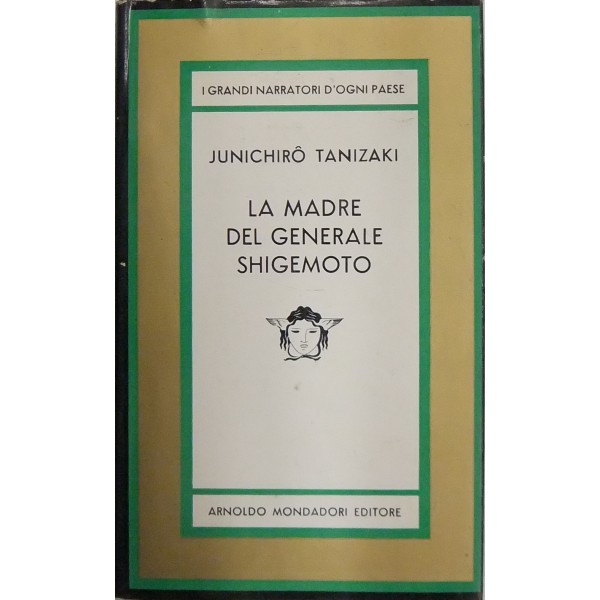 I GRANDI NARRATORI D'OGNI PAESE
JUNICHIRÔ TANIZAKI
LA MADRE
DEL GENERALE
SHIGEMOTO
ARNOLDO MONDADORI EDITORE